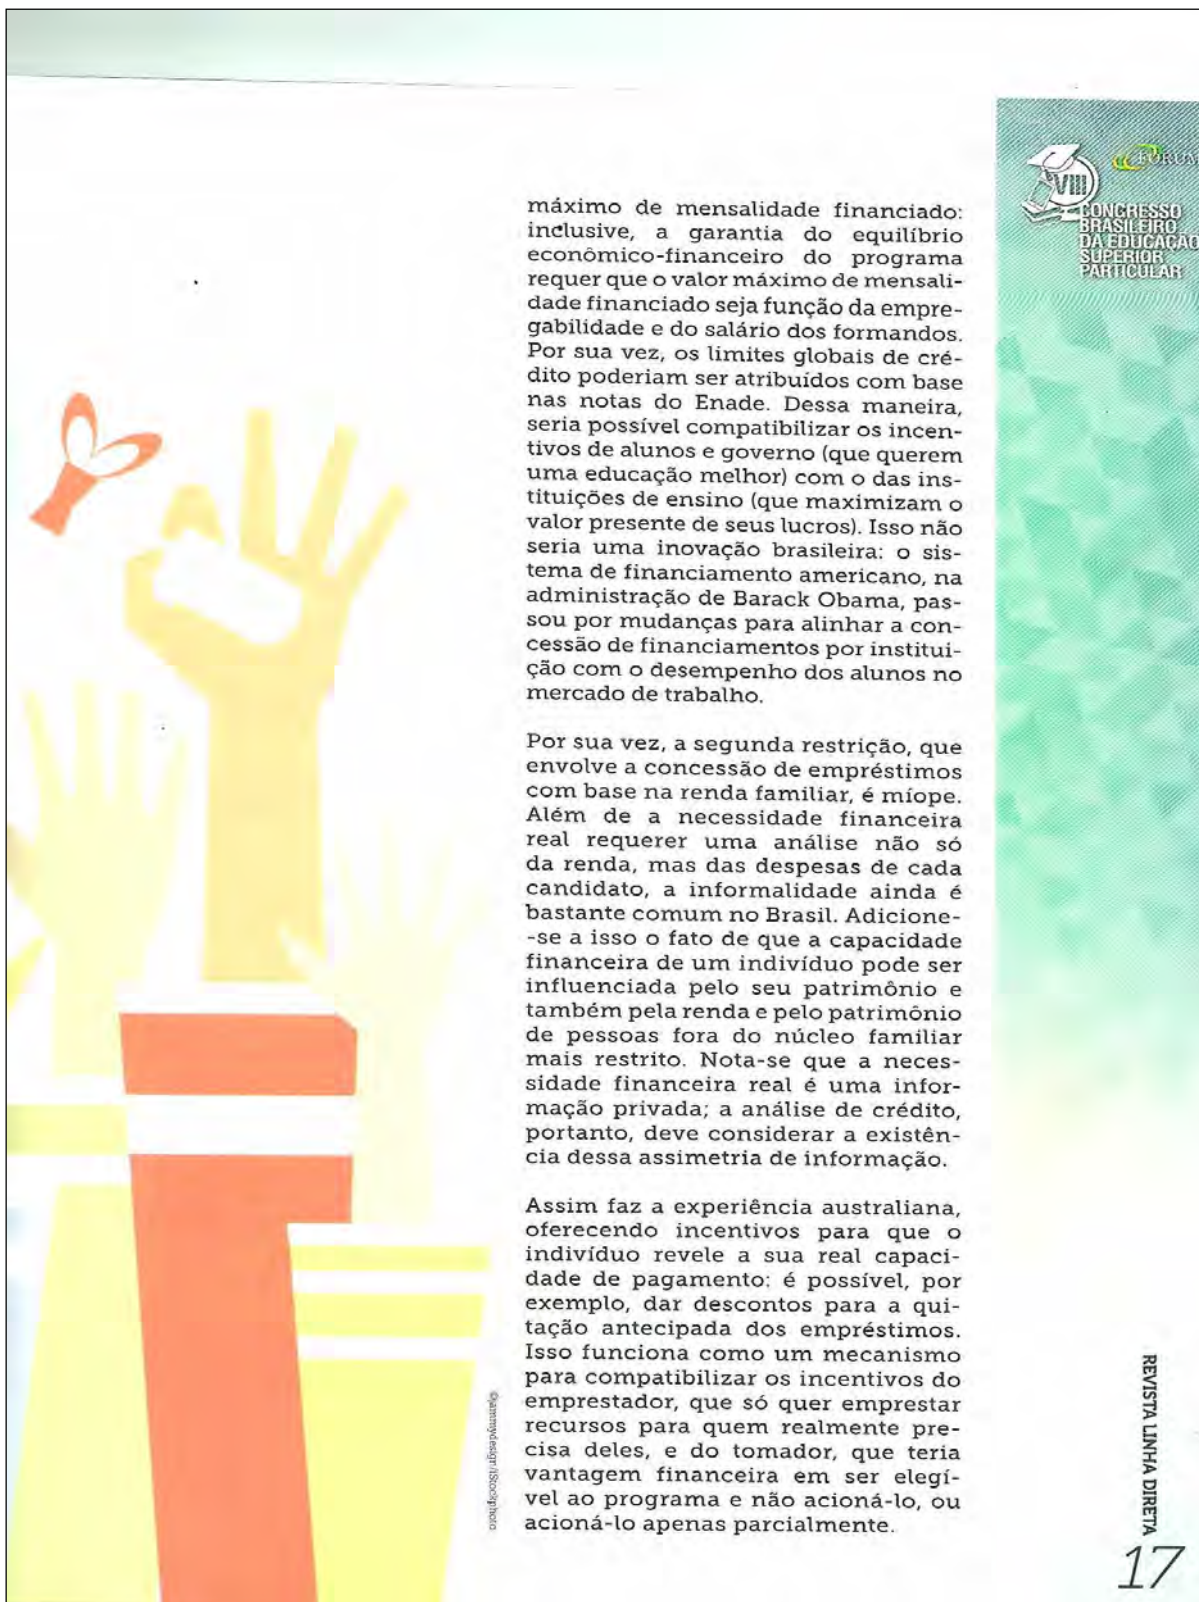 máximo de mensalidade financiado:
inclusive, a garantia do equilíbrio
econômico-financeiro do programa
requer que o valor máximo de mensali-
dade financiado seja função da empre-
gabilidade e do salário dos formandos.
Por sua vez, os limites globais de cré-
dito poderiam ser atribuídos com base
nas notas do Enade. Dessa maneira,
seria possível compatibilizar os incen-
tivos de alunos e governo (que querem
uma educação melhor) com o das ins-
tituições de ensino (que maximizam o
valor presente de seus lucros). Isso não
seria uma inovação brasileira: o sis-
tema de financiamento americano, na
administração de Barack Obama, pas-
sou por mudanças para alinhar a con-
cessão de financiamentos por institui-
ção com o desempenho dos alunos no
mercado de trabalho.
Por sua vez, a segunda restrição, que
envolve a concessão de empréstimos
com base na renda familiar, é míope.
Além de a necessidade financeira
real requerer uma análise não só
da renda, mas das despesas de cada
candidato, a informalidade ainda é
bastante comum no Brasil. Adicione-
-se a isso o fato de que a capacidade
financeira de um indivíduo pode ser
influenciada pelo seu patrimônio e
também pela renda e pelo patrimônio
de pessoas fora do núcleo familiar
mais restrito. Nota-se que a neces-
sidade financeira real é uma infor-
mação privada; a análise de crédito,
portanto, deve considerar a existên-
cia dessa assimetria de informação.
Assim faz a experiência australiana,
oferecendo incentivos para que o
indivíduo revele a sua real capaci-
dade de pagamento: é possível, por
exemplo, dar descontos para a qui-
tação antecipada dos empréstimos.
Isso funciona como um mecanismo
para compatibilizar os incentivos do
emprestador, que só quer emprestar
recursos para quem realmente pre-
cisa deles, e do tomador, que teria
vantagem financeira em ser elegí-
vel ao programa e não acioná-lo, ou
acioná-lo apenas parcialmente.
©jammydesign/iStockphoto
VIII
FÓRUM
CONGRESSO
BRASILEIRO
DA EDUCAÇÃO
SUPERIOR
PARTICULAR
REVISTA LINHA DIRETA
17